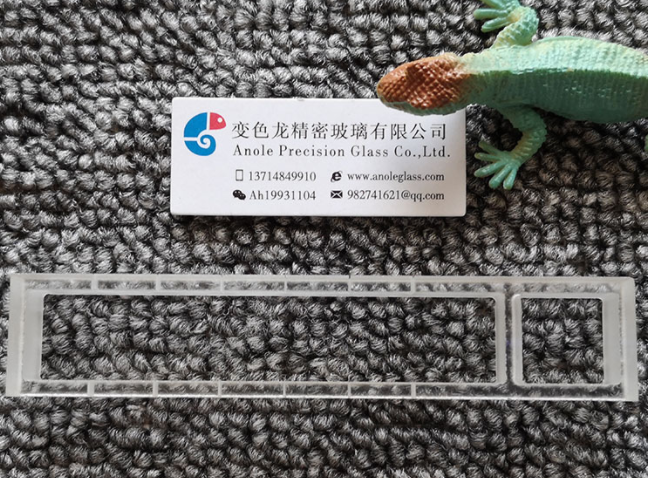 变色龙精密玻璃有限公司
Anole Precision Glass Co.,Ltd.
13714849910 www.anoleglass.com
Ah19931104 982741621@qq.com